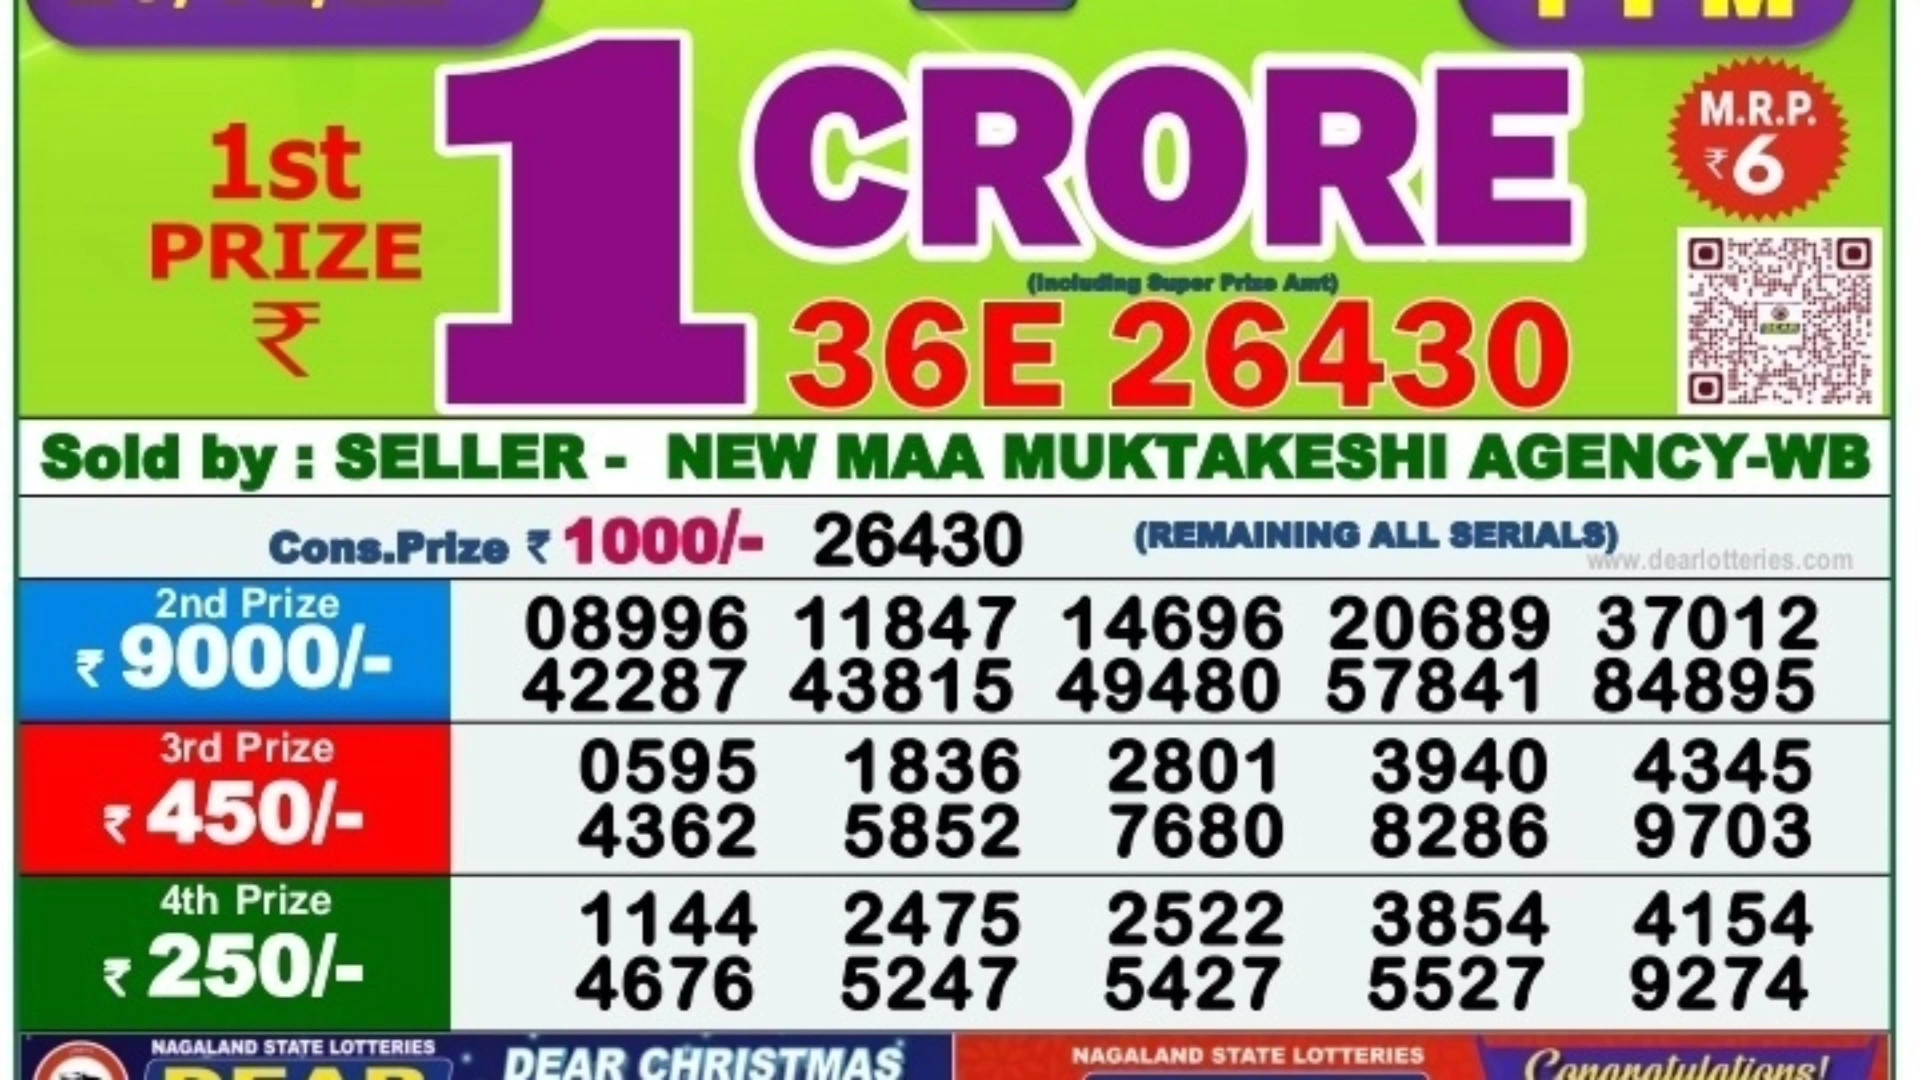 1 PM
1st
PRIZE
₹
1 CRORE
M.R.P.
₹ 6
(Including Super Prize Amt)
36E 26430
DEAR
Sold by : SELLER - NEW MAA MUKTAKESHI AGENCY-WB
Cons.Prize ₹ 1000/- 26430 (REMAINING ALL SERIALS)
www.dearlotteries.com
2nd Prize
₹ 9000/-
08996 11847 14696 20689 37012
42287 43815 49480 57841 84895
3rd Prize
₹ 450/-
0595 1836 2801 3940 4345
4362 5852 7680 8286 9703
4th Prize
₹ 250/-
1144 2475 2522 3854 4154
4676 5247 5427 5527 9274
NAGALAND STATE LOTTERIES
DEAR
DEAR CHRISTMAS
NAGALAND STATE LOTTERIES
Congratulations!